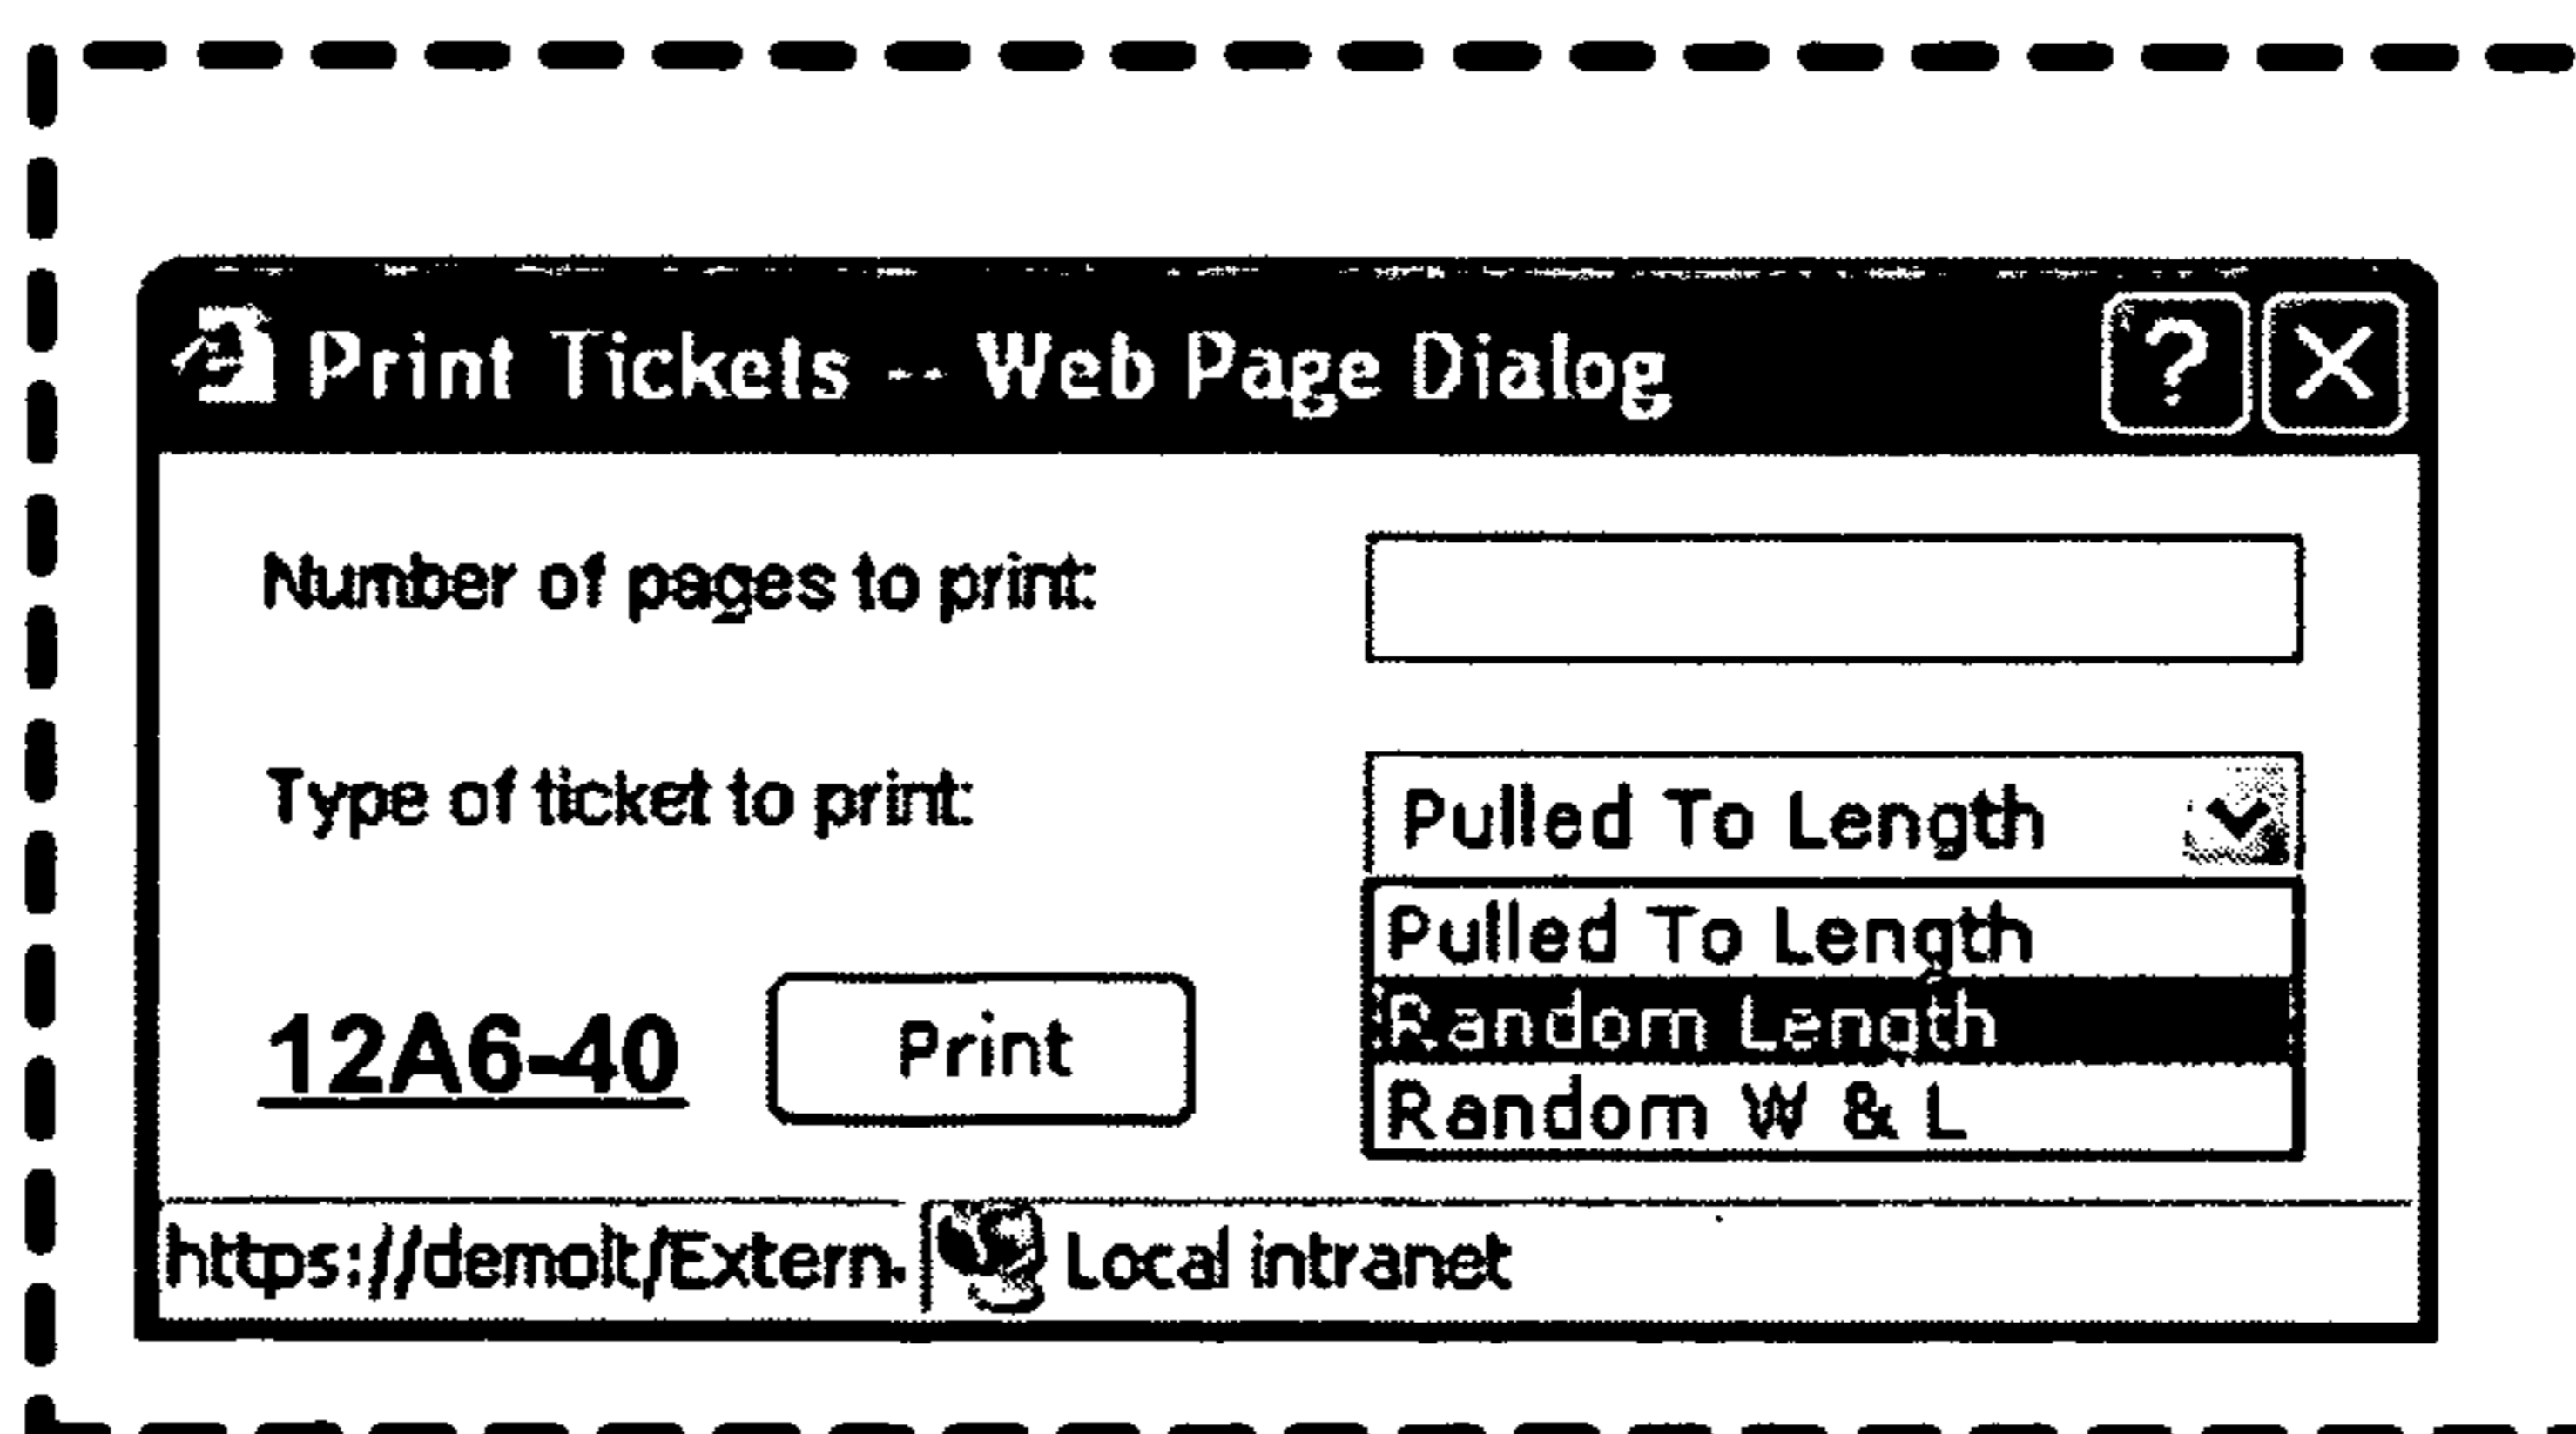 Print Tickets -- Web Page Dialog ? X
Number of pages to print:
Type of ticket to print:
Pulled To Length
Pulled To Length
Random Length
Random W & L
12A6-40
Print
https://demolt/Extern.
Local intranet